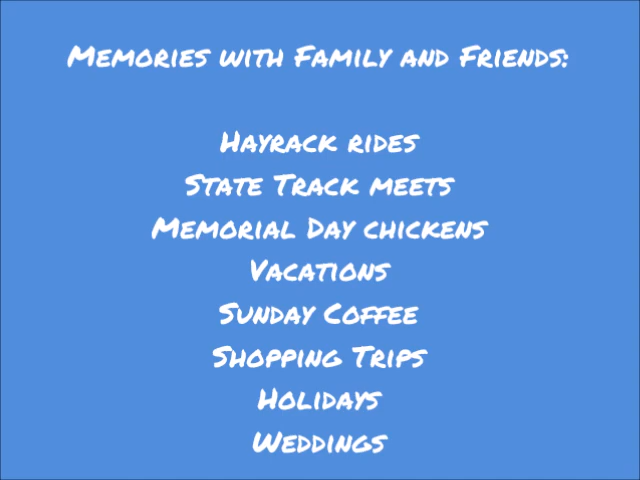 Memories with Family and Friends:
Hayrack rides
State Track meets
Memorial Day chickens
Vacations
Sunday Coffee
Shopping Trips
Holidays
Weddings